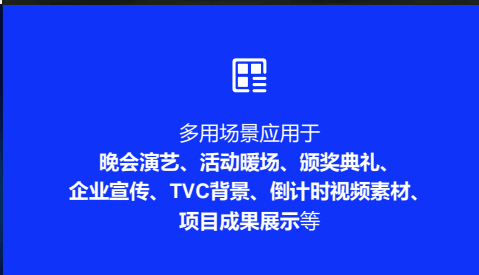 多用场景应用于
晚会演艺、活动暖场、颁奖典礼、
企业宣传、TVC背景、倒计时视频素材、
项目成果展示等